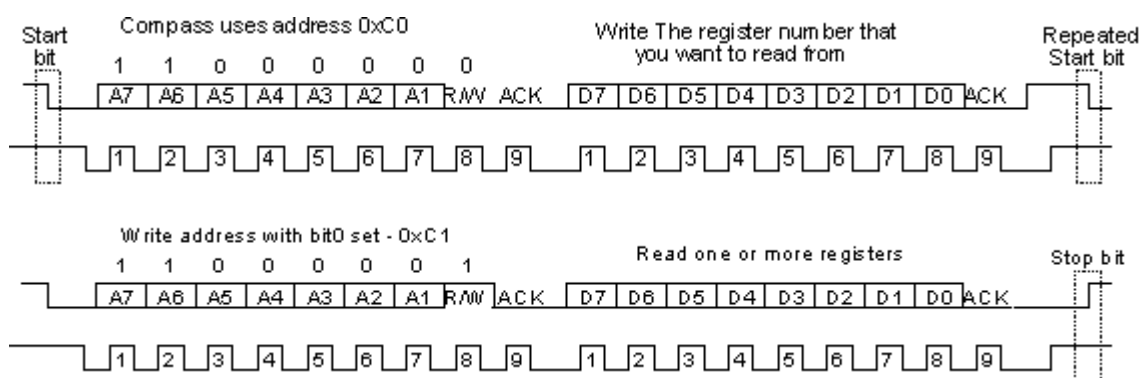 Start bit
Compass uses address 0xC0
Write The register number that
you want to read from
Repeated
Start bit
1 1 0 0 0 0 0 0
A7 A6 A5 A4 A3 A2 A1 R/W ACK D7 D6 D5 D4 D3 D2 D1 D0 ACK
1 2 3 4 5 6 7 8 9 1 2 3 4 5 6 7 8 9
Write address with bit0 set - 0xC1
Read one or more registers
Stop bit
1 1 0 0 0 0 0 1
A7 A6 A5 A4 A3 A2 A1 R/W ACK D7 D6 D5 D4 D3 D2 D1 D0 ACK
1 2 3 4 5 6 7 8 9 1 2 3 4 5 6 7 8 9